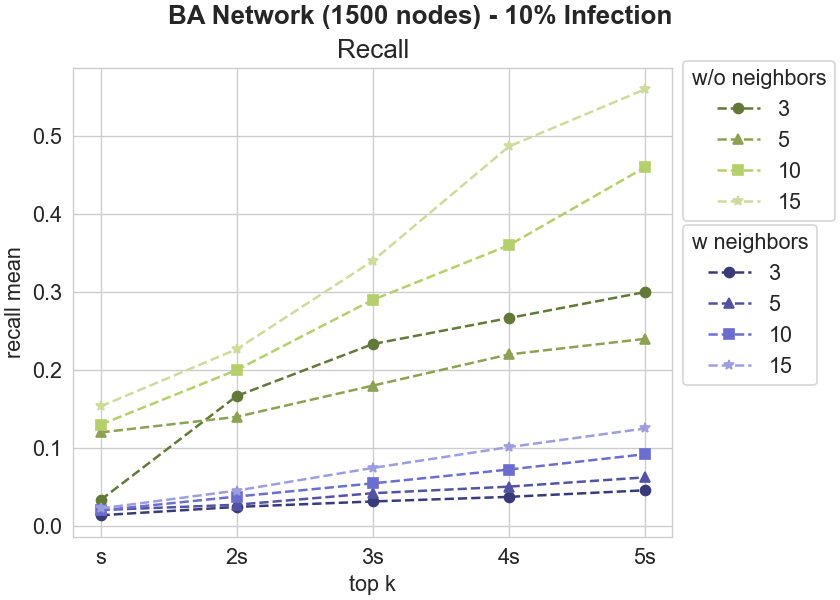 BA Network (1500 nodes) - 10% Infection
Recall
recall mean
0.5
0.4
0.3
0.2
0.1
0.0
s 2s 3s 4s 5s
top k
w/o neighbors
3
5
10
15
w neighbors
3
5
10
15